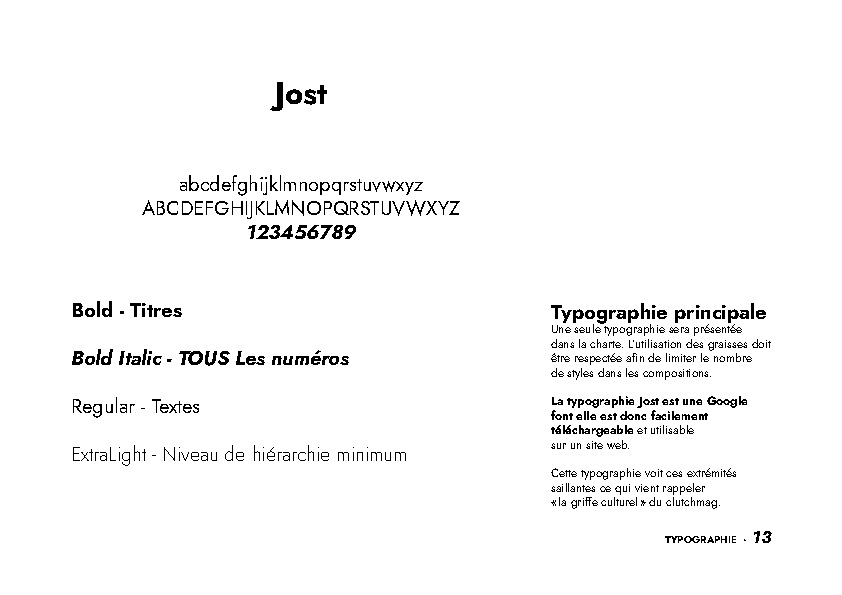 Jost
abcdefghijklmnopqrstuvwxyz
ABCDEFGHIJKLMNOPQRSTUVWXYZ
123456789
Bold - Titres
Bold Italic - TOUS Les numéros
Regular - Textes
ExtraLight - Niveau de hiérarchie minimum
Typographie principale
Une seule typographie sera présentée
dans la charte. L'utilisation des graisses doit
être respectée afin de limiter le nombre
de styles dans les compositions.
La typographie Jost est une Google
font elle est donc facilement
téléchargeable et utilisable
sur un site web.
Cette typographie voit ces extrémités
saillantes ce qui vient rappeler
« la griffe culturel » du clutchmag.
TYPOGRAPHIE - 13